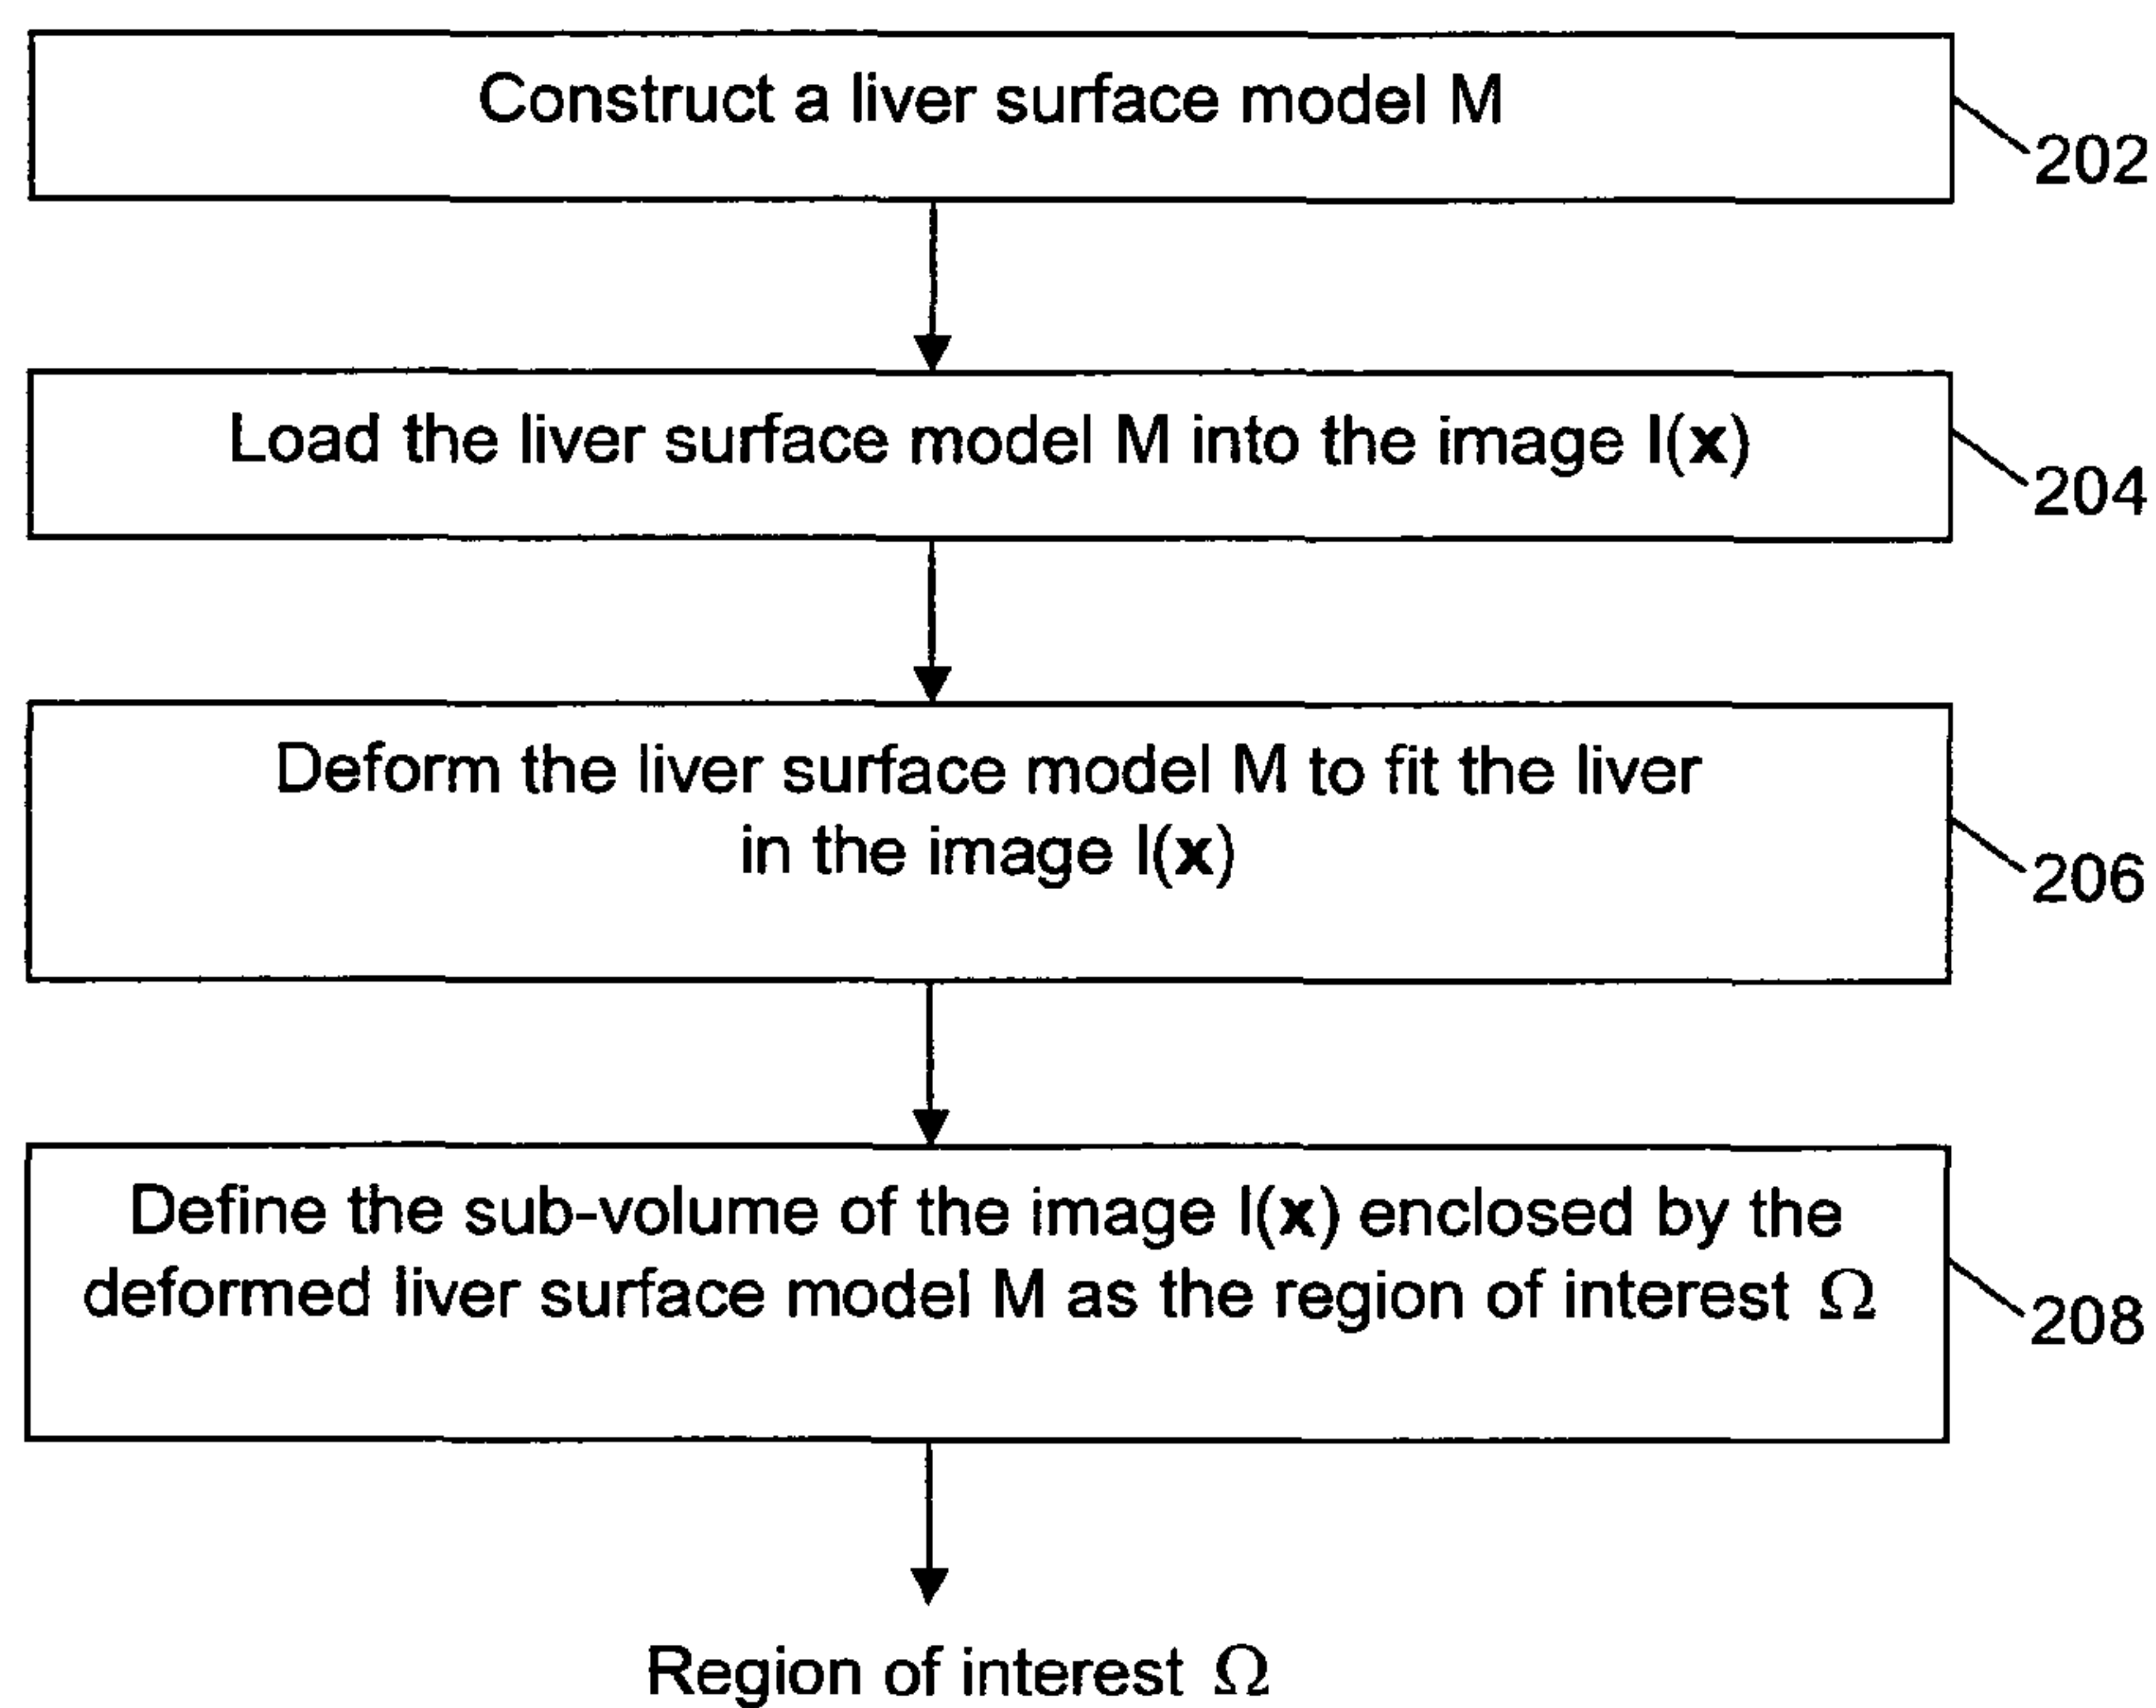 Construct a liver surface model M
202
Load the liver surface model M into the image I(x)
204
Deform the liver surface model M to fit the liver
in the image I(x)
206
Define the sub-volume of the image I(x) enclosed by the
deformed liver surface model M as the region of interest Ω
208
Region of interest Ω